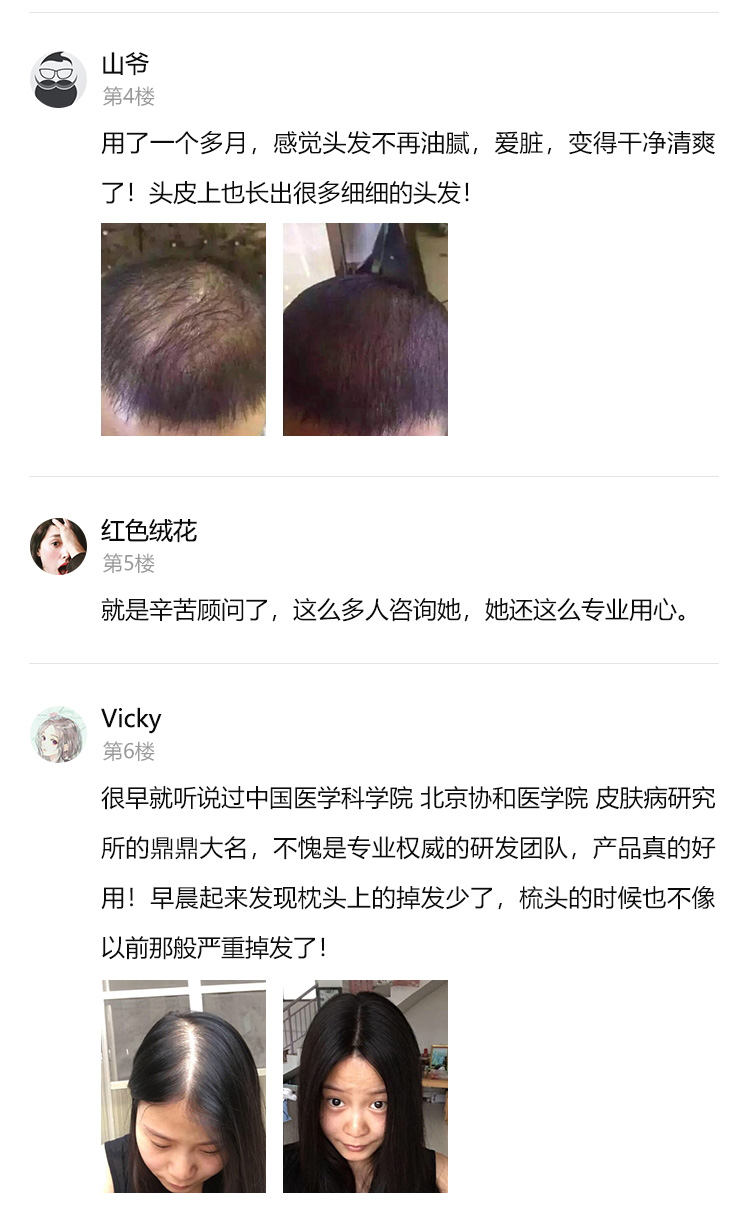 山爷
第4楼
用了一个多月，感觉头发不再油腻，爱脏，变得干净清爽
了！头皮上也长出很多细细的头发！
红色绒花
第5楼
就是辛苦顾问了，这么多人咨询她，她还这么专业用心。
Vicky
第6楼
很早就听说过中国医学科学院 北京协和医学院 皮肤病研究
所的鼎鼎大名，不愧是专业权威的研发团队，产品真的好
用！早晨起来发现枕头上的掉发少了，梳头的时候也不像
以前那般严重掉发了！